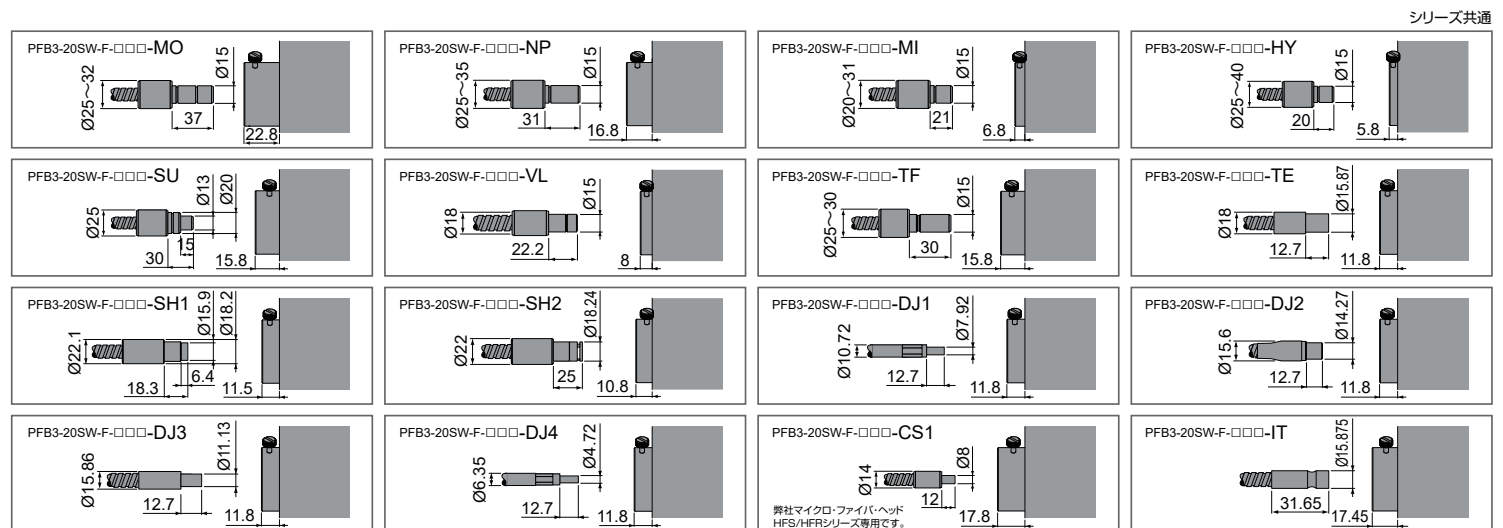 シリーズ共通
PFB3-20SW-F-□□□-MO
Ø25~32
Ø15
37
22.8
PFB3-20SW-F-□□□-NP
Ø25~35
Ø15
31
16.8
PFB3-20SW-F-□□□-MI
Ø20~31
Ø15
21
6.8
PFB3-20SW-F-□□□-HY
Ø25~40
Ø15
20
5.8
PFB3-20SW-F-□□□-SU
Ø25
Ø13
Ø20
15
30
15.8
PFB3-20SW-F-□□□-VL
Ø18
Ø15
22.2
8
PFB3-20SW-F-□□□-TF
Ø25~30
Ø15
30
15.8
PFB3-20SW-F-□□□-TE
Ø18
Ø15.87
12.7
11.8
PFB3-20SW-F-□□□-SH1
Ø22.1
Ø15.9
Ø18.2
6.4
18.3
11.5
PFB3-20SW-F-□□□-SH2
Ø22
Ø18.24
25
10.8
PFB3-20SW-F-□□□-DJ1
Ø10.72
Ø7.92
12.7
11.8
PFB3-20SW-F-□□□-DJ2
Ø15.6
Ø14.27
12.7
11.8
PFB3-20SW-F-□□□-DJ3
Ø15.86
Ø11.13
12.7
11.8
PFB3-20SW-F-□□□-DJ4
Ø6.35
Ø4.72
12.7
11.8
PFB3-20SW-F-□□□-CS1
Ø14
Ø8
12
弊社マイクロ・ファイバ・ヘッド
HFS/HFRシリーズ専用です。
17.8
PFB3-20SW-F-□□□-IT
Ø15.875
31.65
17.45